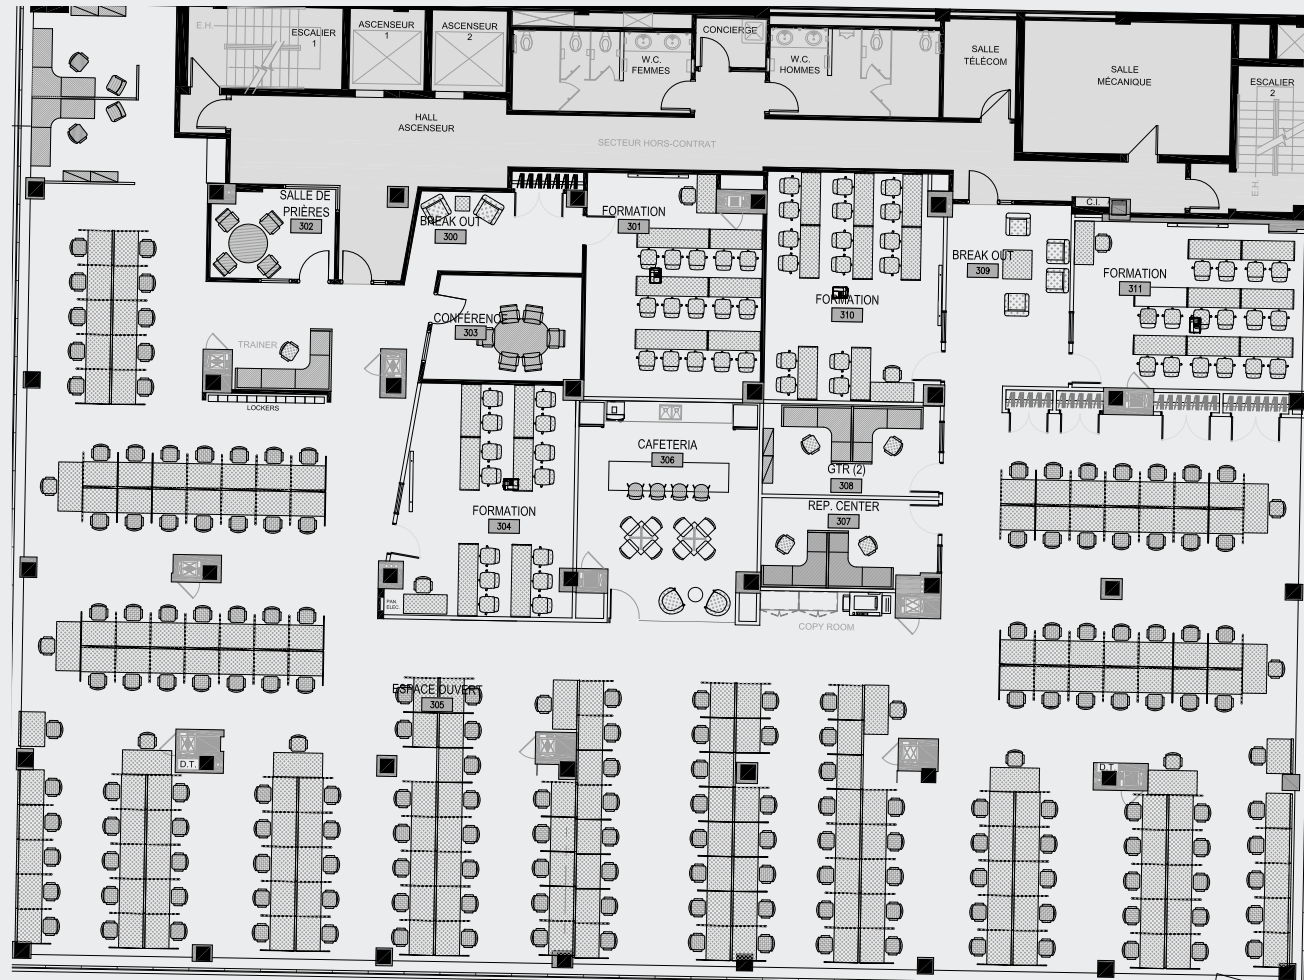 E.H.
ESCALIER
1
ASCENSEUR
1
ASCENSEUR
2
W.C.
FEMMES
CONCIERGE
W.C.
HOMMES
SALLE
TÉLÉCOM
SALLE
MÉCANIQUE
ESCALIER
2
E.H
HALL
ASCENSEUR
SECTEUR HORS-CONTRAT
C.I.
SALLE DE
PRIÈRES
302
BREAK OUT
300
FORMATION
301
FORMATION
310
BREAK OUT
309
FORMATION
311
CONFÉRENCE
303
TRAINER
LOCKERS
CAFETERIA
306
GTR (2)
308
REP. CENTER
307
FORMATION
304
PAN.
ELEC.
COPY ROOM
ESPACE OUVERT
305
D.T.
D.T.